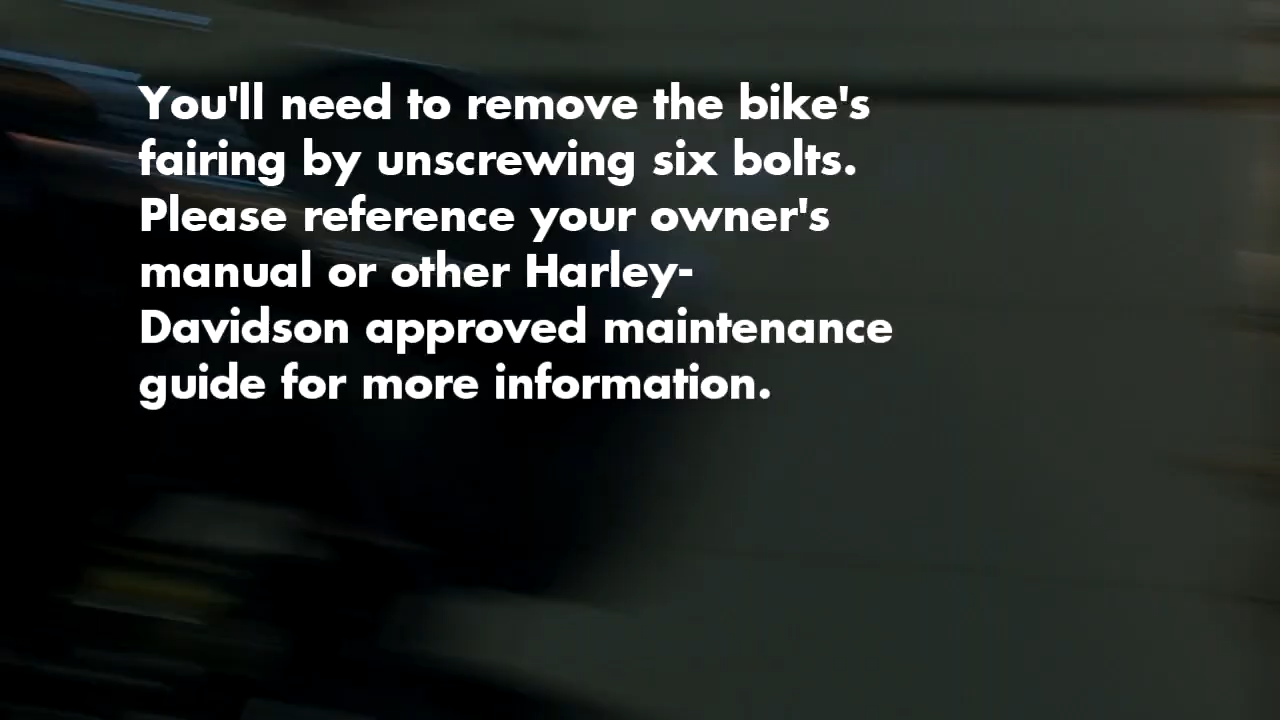 You'll need to remove the bike's
fairing by unscrewing six bolts.
Please reference your owner's
manual or other Harley-
Davidson approved maintenance
guide for more information.